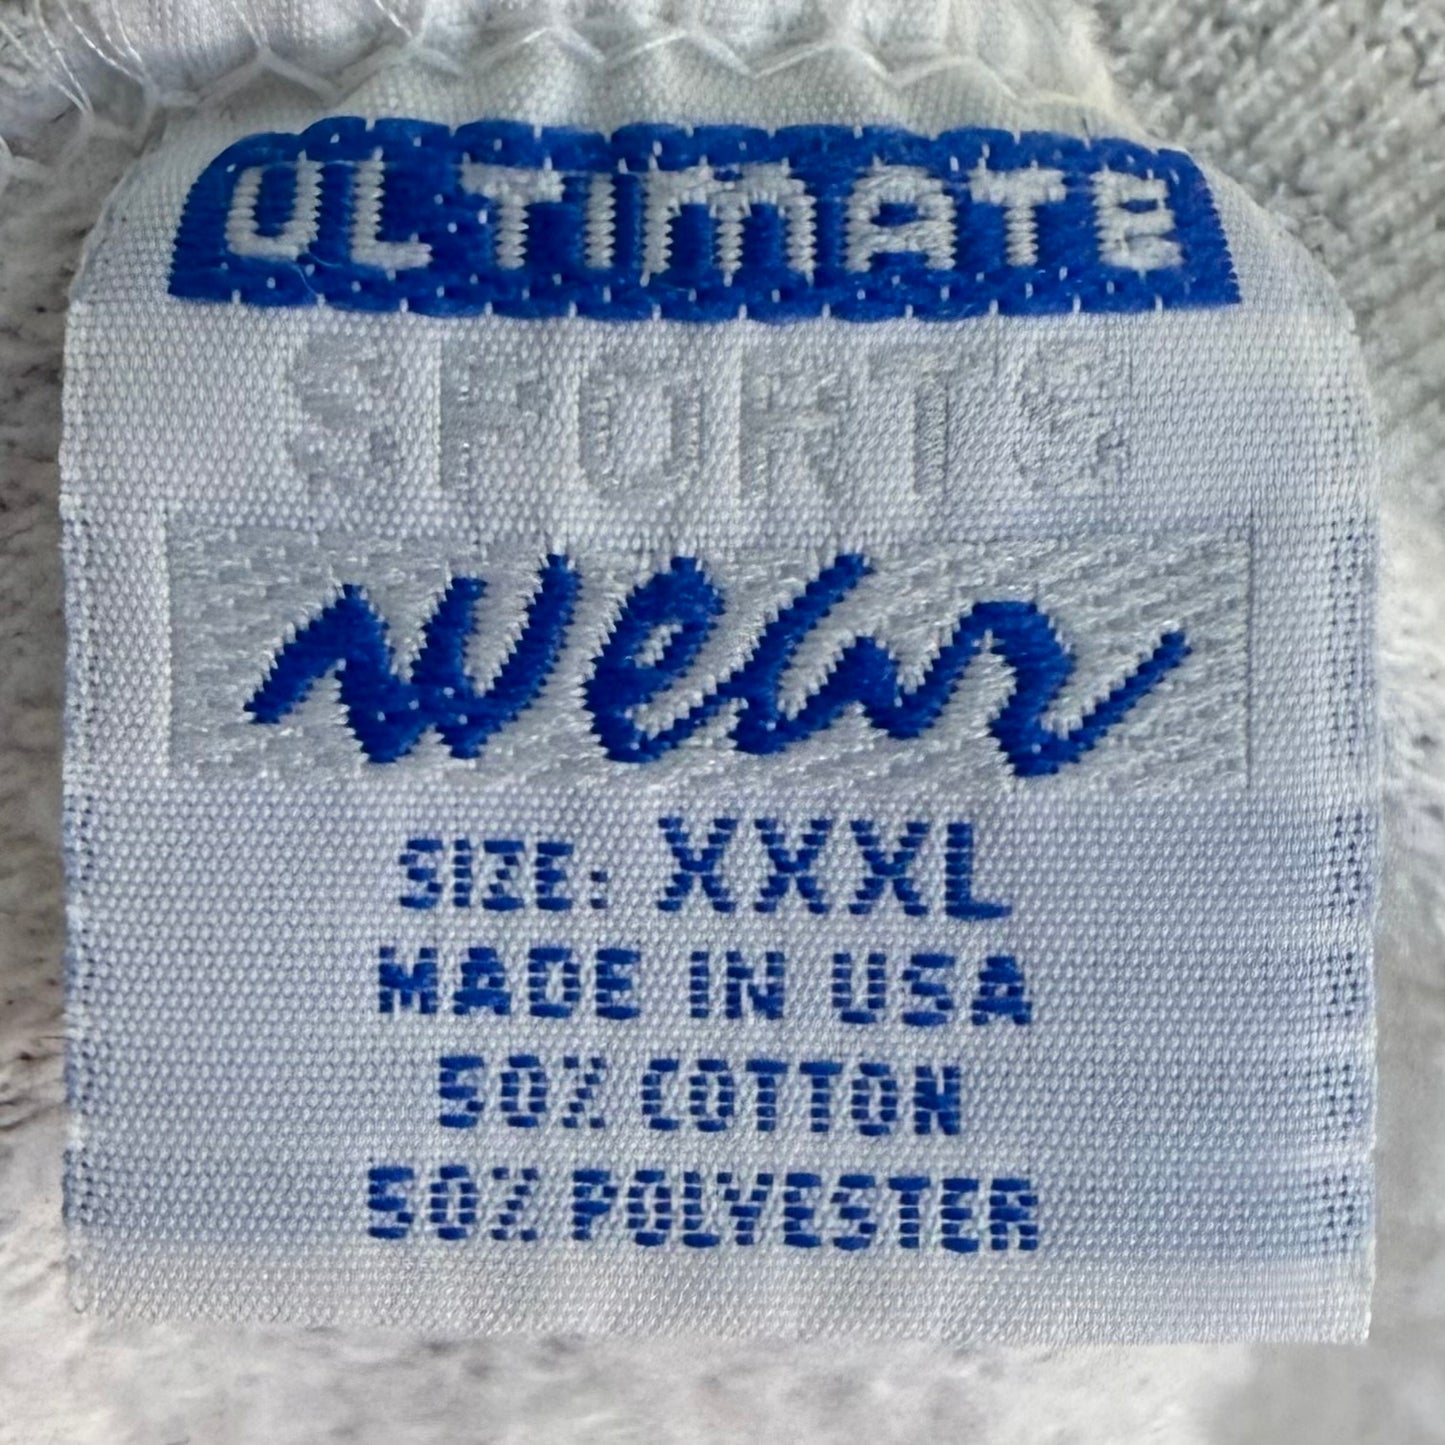 ULTIMATE
SPORTS
wear
SIZE: XXXL
MADE IN USA
50% COTTON
50% POLYESTER